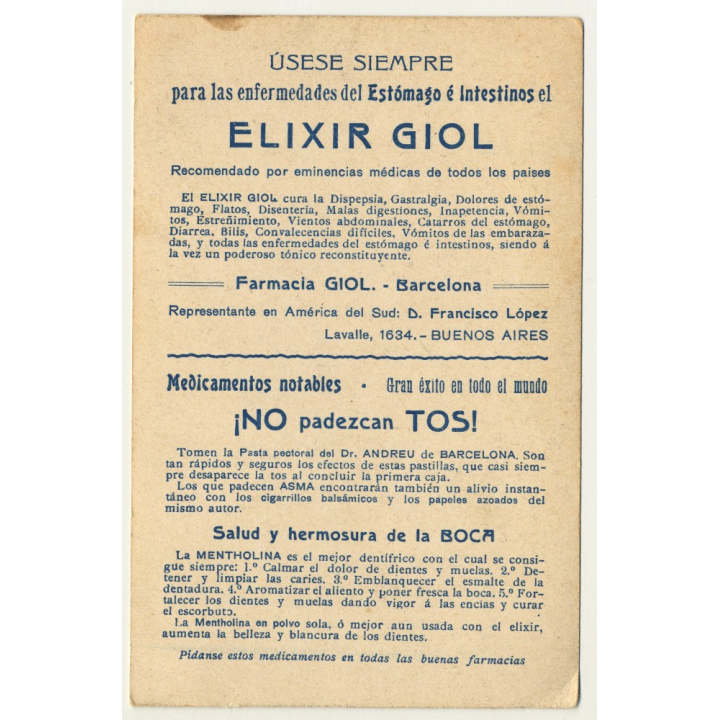 ÚSESE SIEMPRE
para las enfermedades del Estómago é Intestinos el
ELIXIR GIOL
Recomendado por eminencias médicas de todos los paises
El ELIXIR GIOL cura la Dispepsia, Gastralgia, Dolores de estó-
mago, Flatos, Disentería, Malas digestiones, Inapetencia, Vómi-
tos, Estreñimiento, Vientos abdominales, Catarros del estómago,
Diarrea, Bilis, Convalecencias difíciles, Vómitos de las embaraza-
das, y todas las enfermedades del estómago é intestinos, siendo á
la vez un poderoso tónico reconstituyente.
Farmacia GIOL. - Barcelona
Representante en América del Sud: D. Francisco López
Lavalle, 1634. - BUENOS AIRES
Medicamentos notables • Gran éxito en todo el mundo
¡NO padezcan TOS!
Tomen la Pasta pectoral del Dr. ANDREU de BARCELONA. Son
tan rápidos y seguros los efectos de estas pastillas, que casi siem-
pre desaparece la tos al concluir la primera caja.
Los que padecen ASMA encontrarán también un alivio instan-
táneo con los cigarrillos balsámicos y los papeles azoados del
mismo autor.
Salud y hermosura de la BOCA
La MENTHOLINA es el mejor dentífrico con el cual se consi-
gue siempre: 1.º Calmar el dolor de dientes y muelas. 2.º De-
tener y limpiar las caries. 3.º Emblanquecer el esmalte de la
dentadura. 4.º Aromatizar el aliento y poner fresca la boca. 5.º For-
talecer los dientes y muelas dando vigor á las encias y curar
el escorbuto.
La Mentholina en polvo sola, ó mejor aun usada con el elixir,
aumenta la belleza y blancura de los dientes.
Pídanse estos medicamentos en todas las buenas farmacias